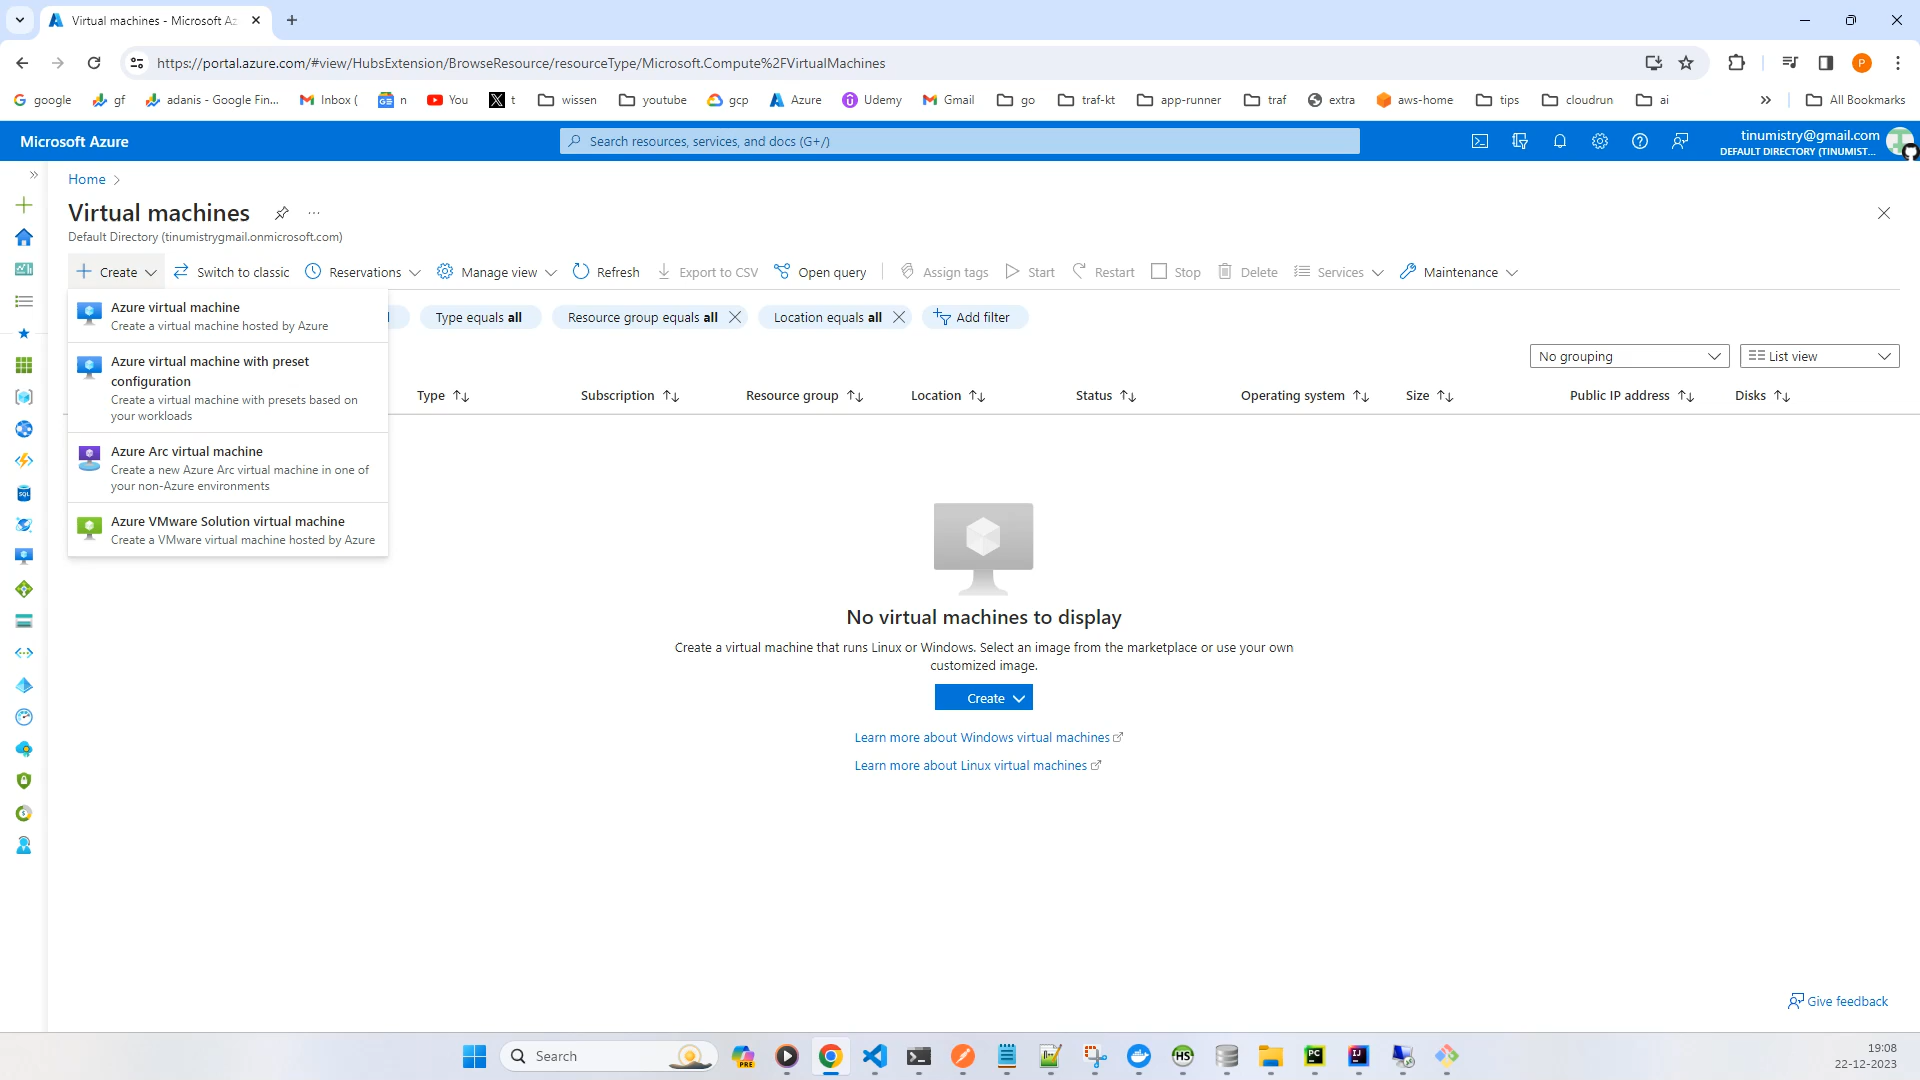 Virtual machines - Microsoft Az
https://portal.azure.com/#view/HubsExtension/BrowseResource/resourceType/Microsoft.Compute%2FVirtualMachines
P
google
gf
adanis - Google Fin...
Inbox (
n
You
t
wissen
youtube
gcp
Azure
Udemy
Gmail
go
traf-kt
app-runner
traf
extra
aws-home
tips
cloudrun
ai
All Bookmarks
Microsoft Azure
Search resources, services, and docs (G+/)
tinumistry@gmail.com
DEFAULT DIRECTORY (TINUMIST...
Home
Virtual machines
Default Directory (tinumistrygmail.onmicrosoft.com)
Create
Switch to classic
Reservations
Manage view
Refresh
Export to CSV
Open query
Assign tags
Start
Restart
Stop
Delete
Services
Maintenance
Azure virtual machine
Create a virtual machine hosted by Azure
Azure virtual machine with preset
configuration
Create a virtual machine with presets based on
your workloads
Azure Arc virtual machine
Create a new Azure Arc virtual machine in one of
your non-Azure environments
Azure VMware Solution virtual machine
Create a VMware virtual machine hosted by Azure
Type equals all
Resource group equals all
Location equals all
Add filter
No grouping
List view
Type
Subscription
Resource group
Location
Status
Operating system
Size
Public IP address
Disks
No virtual machines to display
Create a virtual machine that runs Linux or Windows. Select an image from the marketplace or use your own
customized image.
Create
Learn more about Windows virtual machines
Learn more about Linux virtual machines
Give feedback
Search
PRE
HS
PC
IJ
19:08
22-12-2023